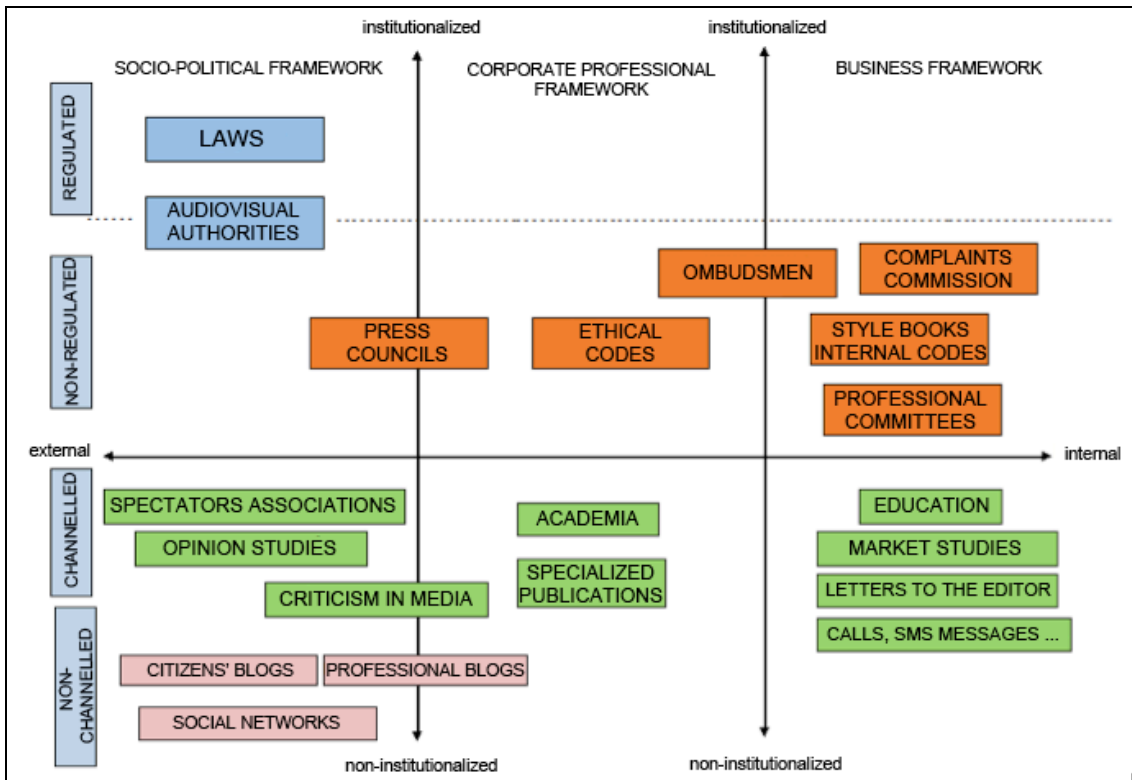 institutionalized
institutionalized
SOCIO-POLITICAL FRAMEWORK
CORPORATE PROFESSIONAL
FRAMEWORK
BUSINESS FRAMEWORK
REGULATED
LAWS
AUDIOVISUAL
AUTHORITIES
NON-REGULATED
OMBUDSMEN
COMPLAINTS
COMMISSION
PRESS
COUNCILS
ETHICAL
CODES
STYLE BOOKS
INTERNAL CODES
PROFESSIONAL
COMMITTEES
external
internal
CHANNELLED
SPECTATORS ASSOCIATIONS
ACADEMIA
EDUCATION
OPINION STUDIES
MARKET STUDIES
CRITICISM IN MEDIA
SPECIALIZED
PUBLICATIONS
LETTERS TO THE EDITOR
CALLS, SMS MESSAGES ...
NON-
CHANNELLED
CITIZENS' BLOGS
PROFESSIONAL BLOGS
SOCIAL NETWORKS
non-institutionalized
non-institutionalized